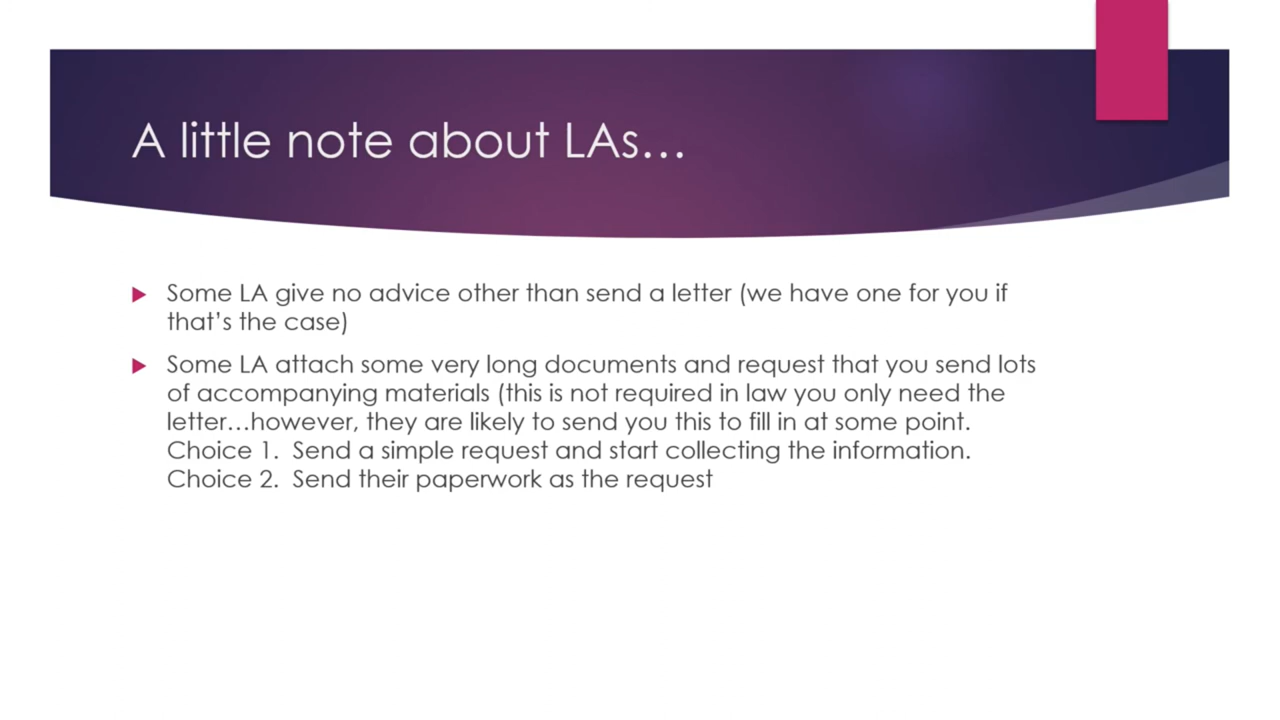 A little note about LAs…
Some LA give no advice other than send a letter (we have one for you if
that's the case)
Some LA attach some very long documents and request that you send lots
of accompanying materials (this is not required in law you only need the
letter…however, they are likely to send you this to fill in at some point.
Choice 1.  Send a simple request and start collecting the information.
Choice 2.  Send their paperwork as the request